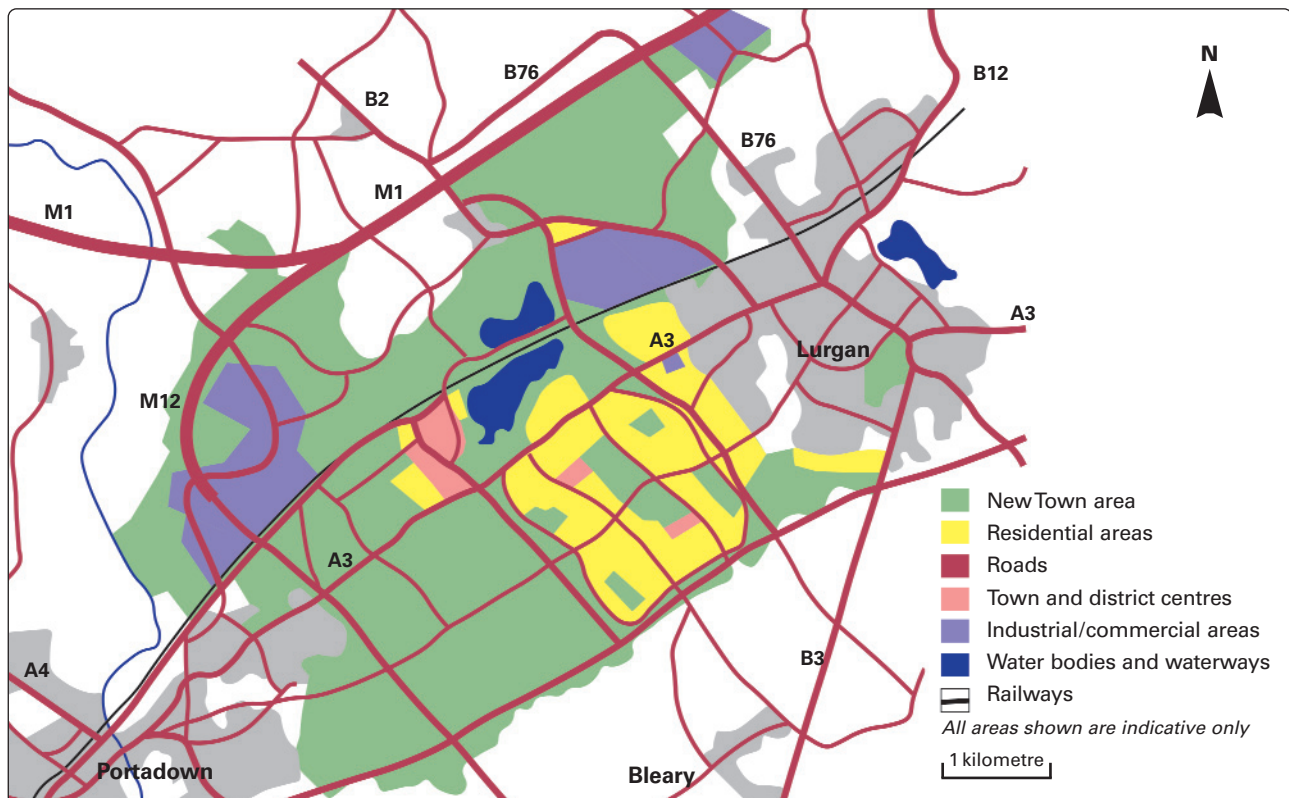 N
B76
B12
B2
B76
M1
M1
A3
A3
Lurgan
M12
New Town area
Residential areas
Roads
A3
Town and district centres
Industrial/commercial areas
B3
Water bodies and waterways
A4
Railways
All areas shown are indicative only
1 kilometre
Portadown
Bleary